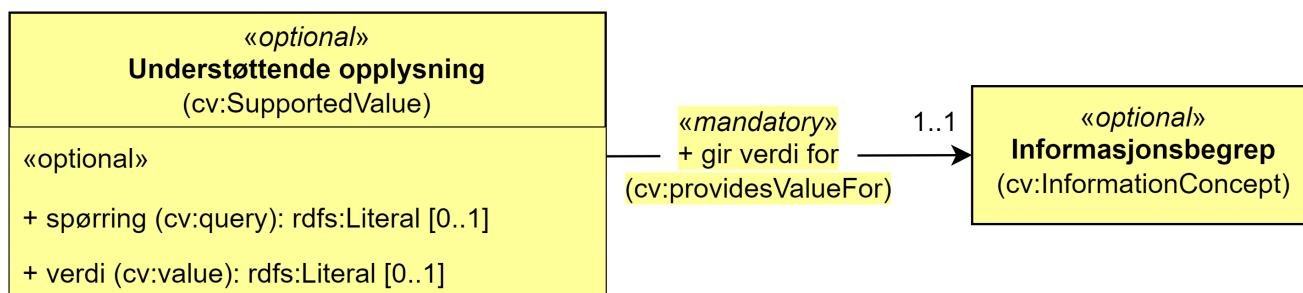 «optional»
Understøttende opplysning
(cv:SupportedValue)
«optional»
+ spørring (cv:query): rdfs:Literal [0..1]
+ verdi (cv:value): rdfs:Literal [0..1]
«mandatory»
+ gir verdi for
(cv:providesValueFor)
1..1
«optional»
Informasjonsbegrep
(cv:InformationConcept)